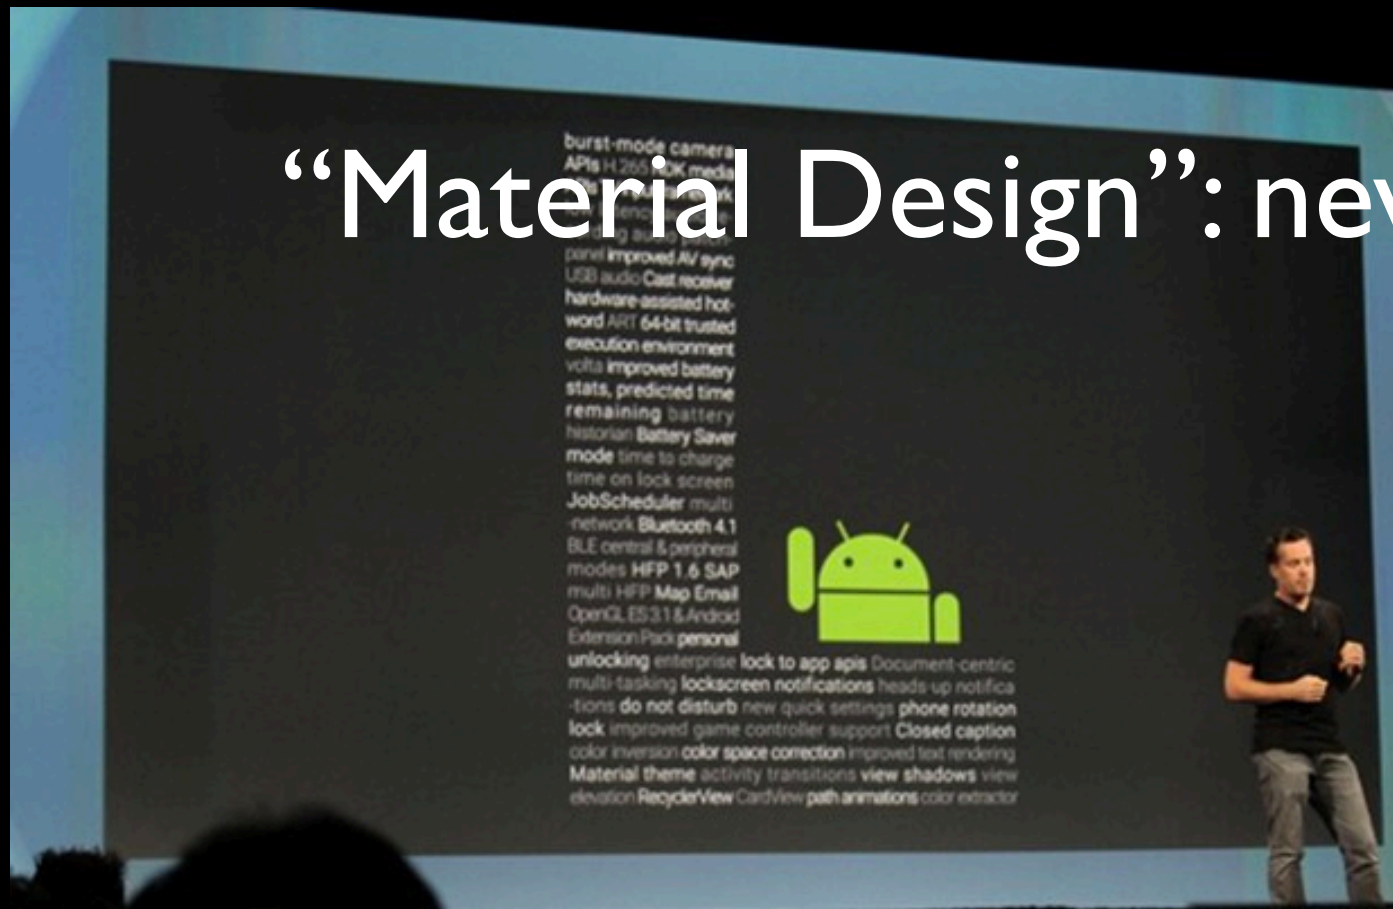 “Material Design”: new
burst-mode camera
APIs H.265 NDK media
panel improved AV sync
USB audio Cast receiver
hardware-assisted hot-
word ART 64-bit trusted
execution environment
volta improved battery
stats, predicted time
remaining battery
historian Battery Saver
mode time to charge
time on lock screen
JobScheduler multi
-network Bluetooth 4.1
BLE central & peripheral
modes HFP 1.6 SAP
multi HFP Map Email
OpenGL ES 3.1 & Android
Extension Pack personal
unlocking enterprise lock to app apis Document-centric
multi-tasking lockscreen notifications heads-up notifica
-tions do not disturb new quick settings phone rotation
lock improved game controller support Closed caption
color inversion color space correction improved text rendering
Material theme activity transitions view shadows view
elevation RecyclerView CardView path animations color extractor